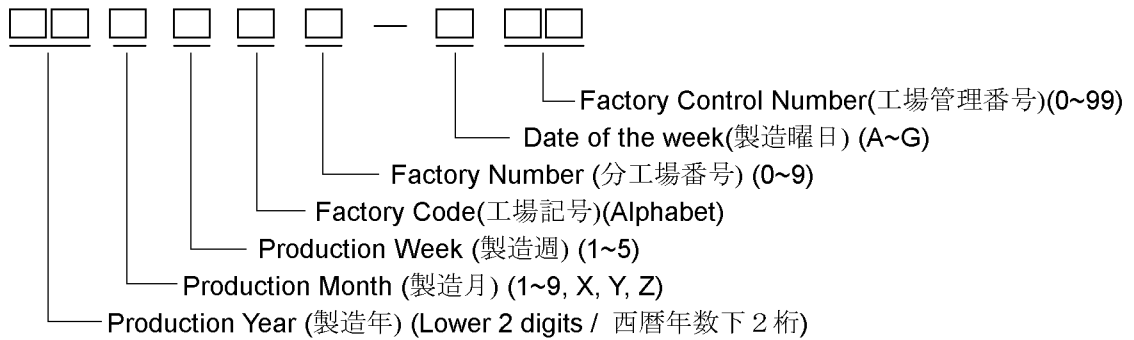 Factory Control Number(工場管理番号)(0~99)
Date of the week(製造曜日) (A~G)
Factory Number (分工場番号) (0~9)
Factory Code(工場記号)(Alphabet)
Production Week (製造週) (1~5)
Production Month (製造月) (1~9, X, Y, Z)
Production Year (製造年) (Lower 2 digits / 西暦年数下２桁)